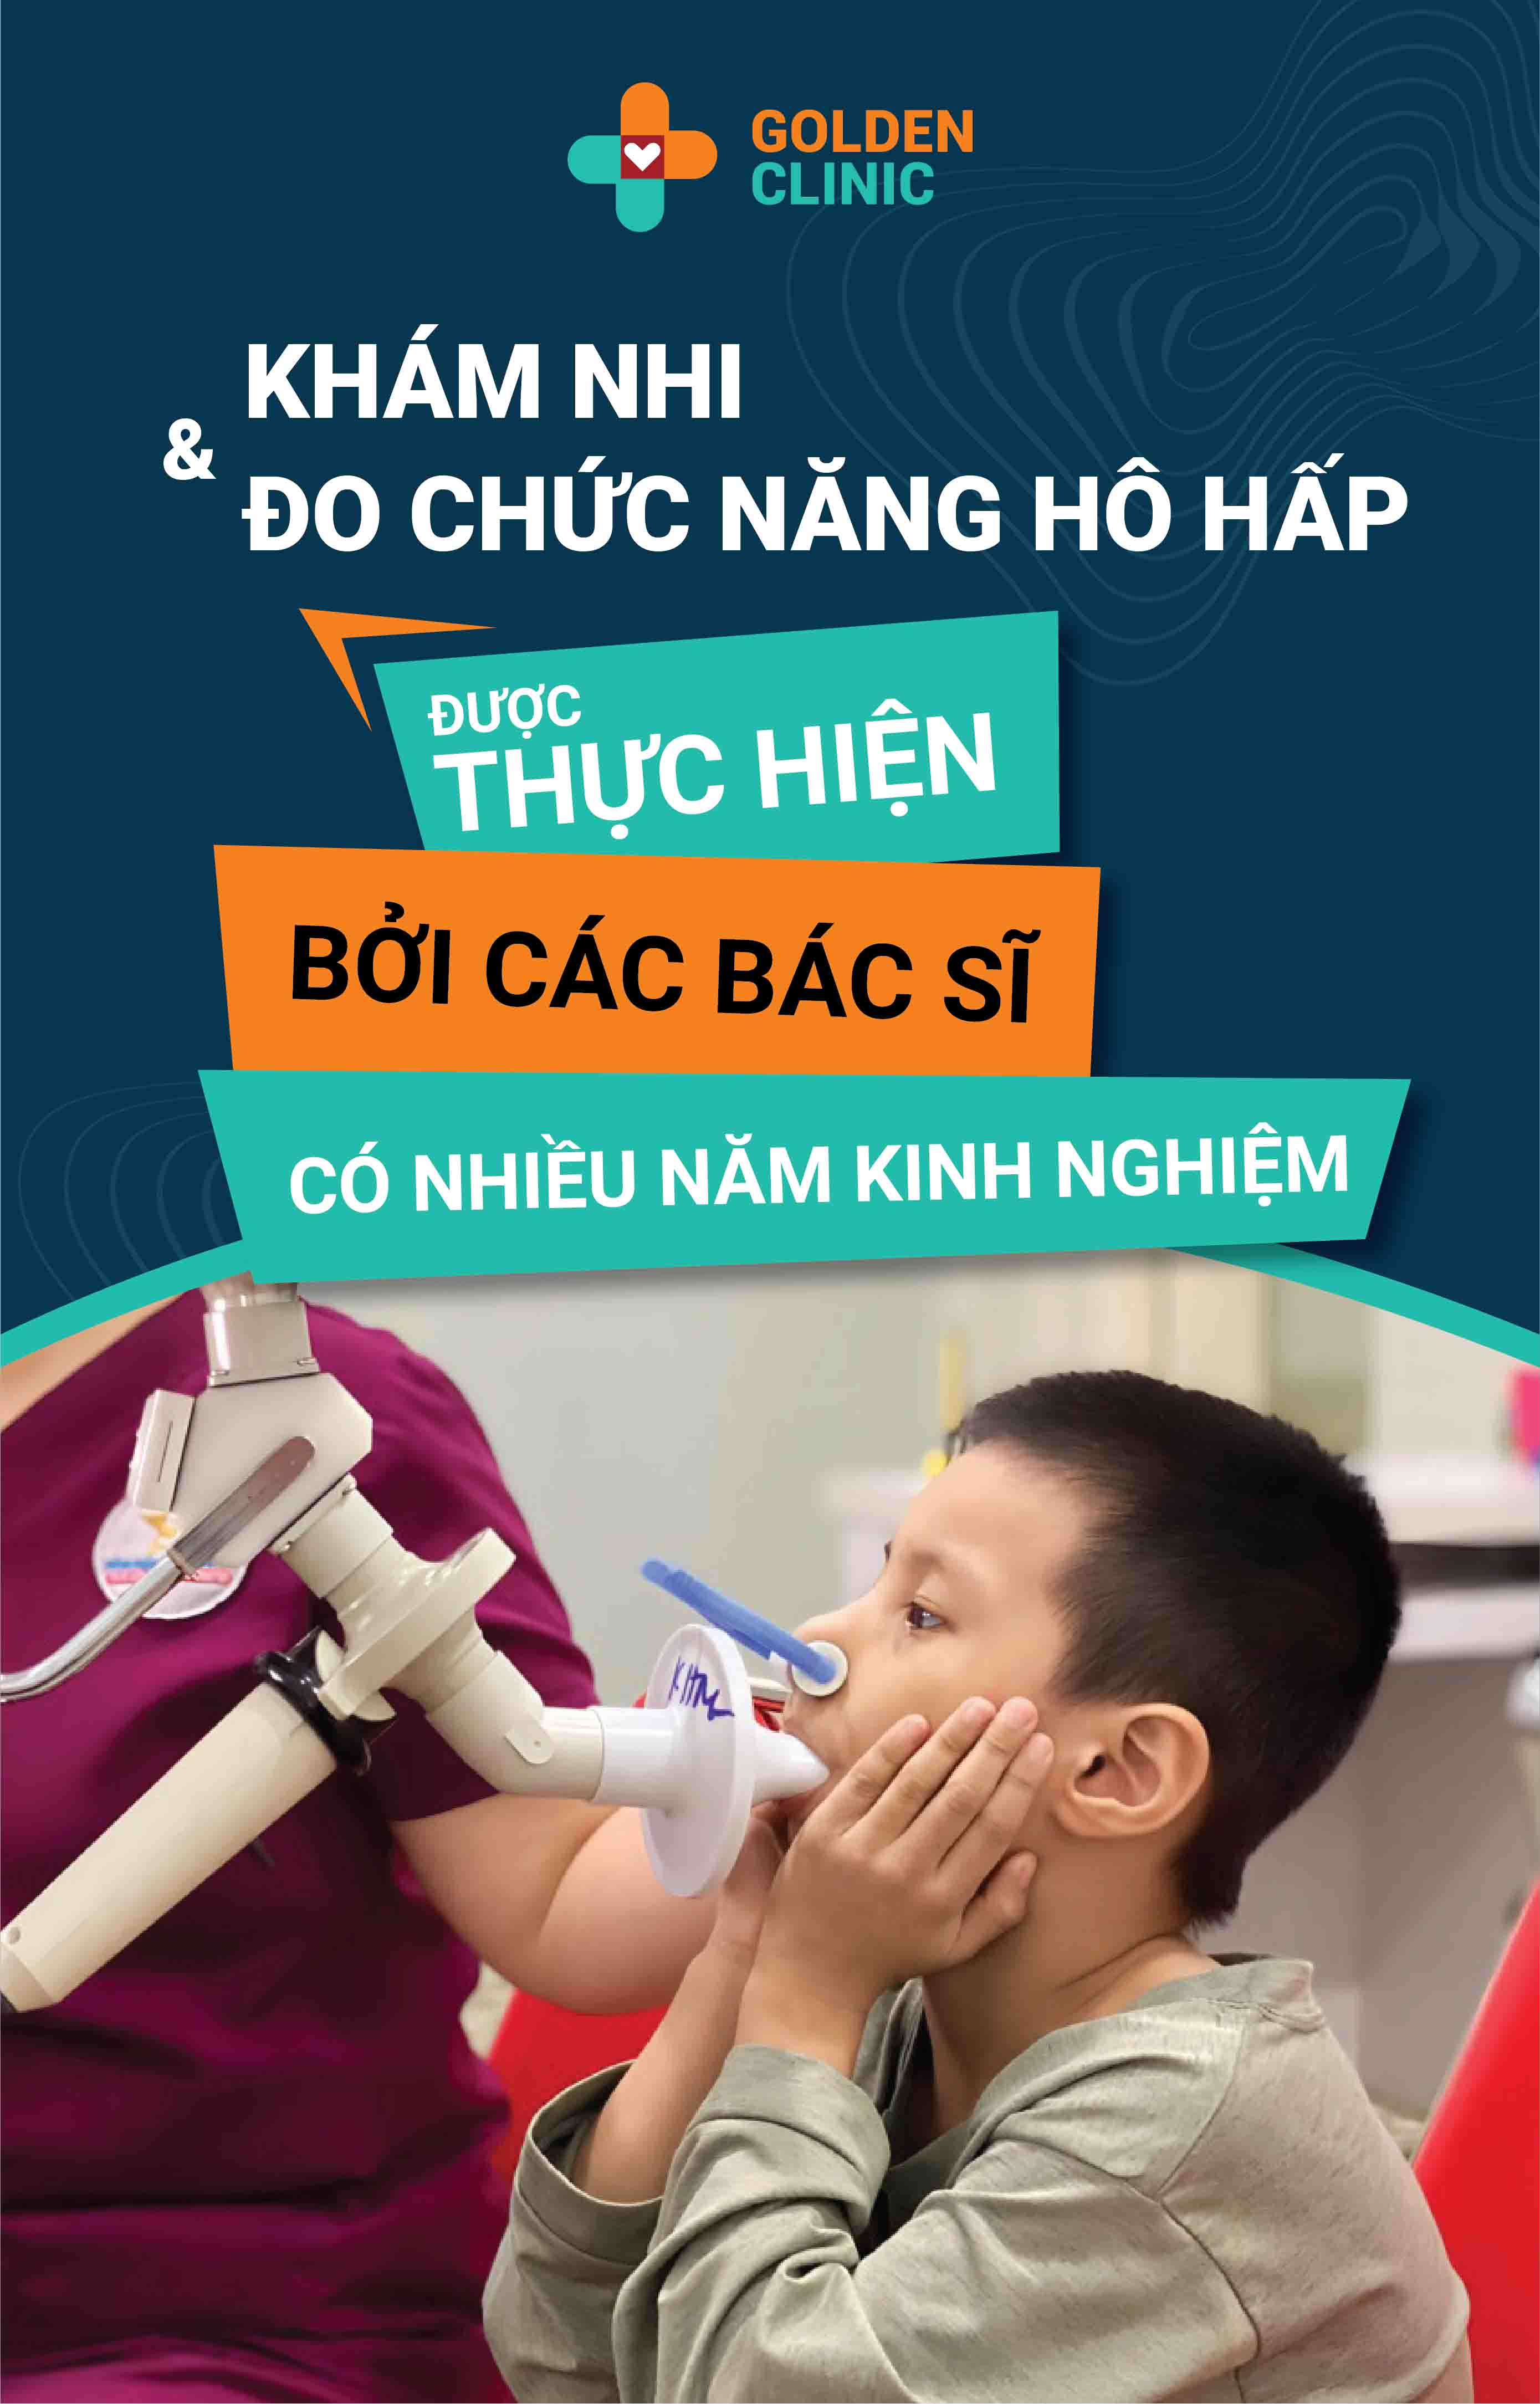 GOLDEN
CLINIC
KHÁM NHI
&
ĐO CHỨC NĂNG HÔ HẤP
ĐƯỢC
THỰC HIỆN
BỞI CÁC BÁC SĨ
CÓ NHIỀU NĂM KINH NGHIỆM